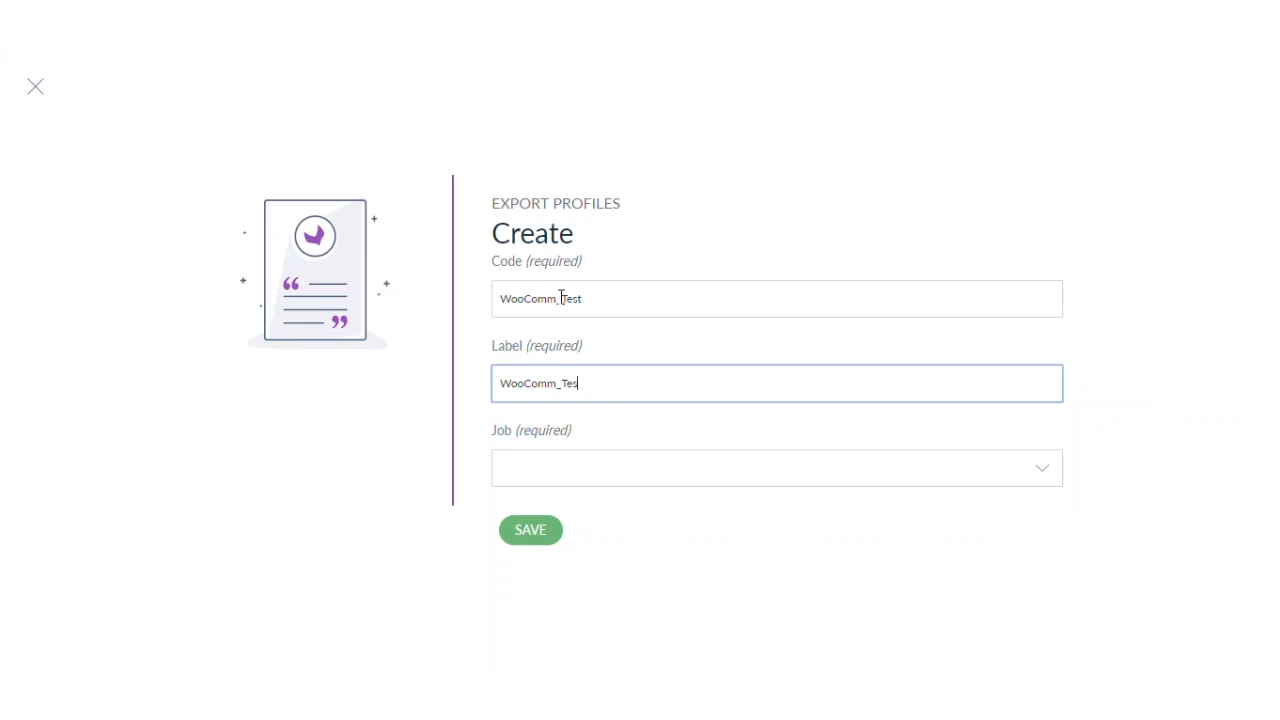 EXPORT PROFILES
Create
Code (required)
WooComm_Test
Label (required)
WooComm_Tes
Job (required)
SAVE